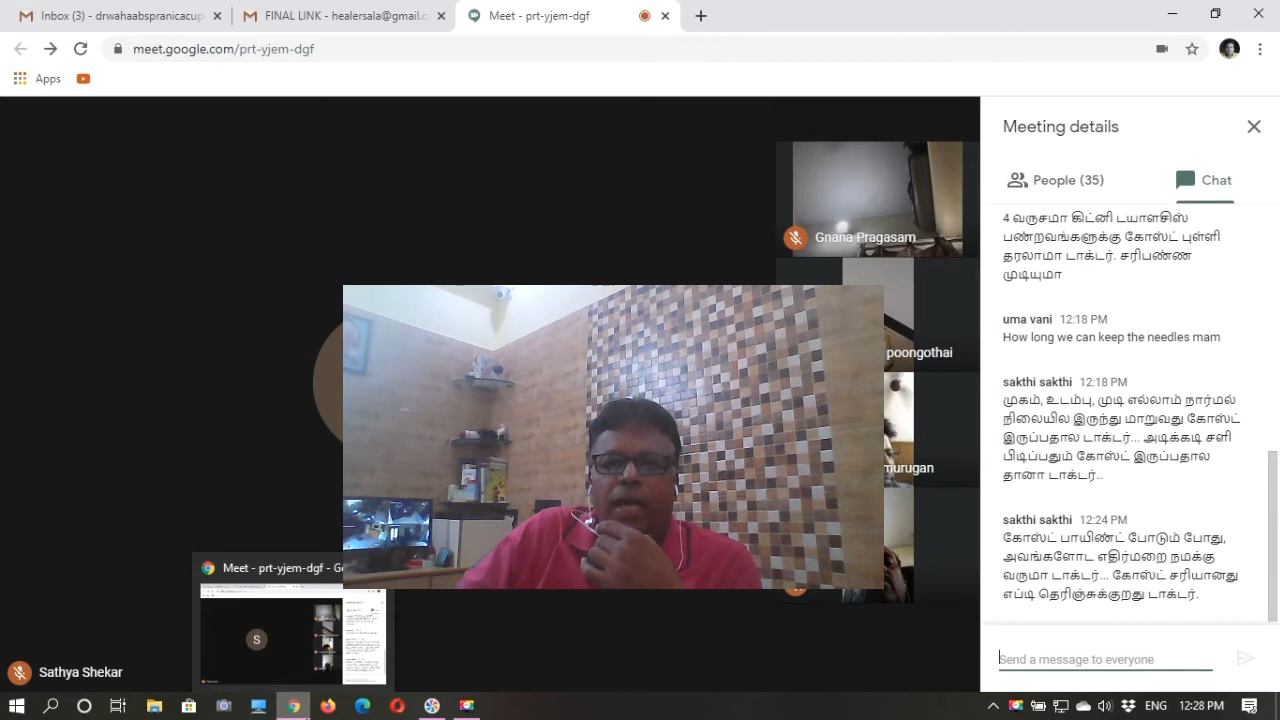 Inbox (3) - drwahaabspranicacup
FINAL LINK - healersala@gmail.c
Meet - prt-yjem-dgf
meet.google.com/prt-yjem-dgf
Apps
Meeting details
People (35)
Chat
Gnana Pragasam
poongothai
murugan
4 வருசமா கிட்னி டயாளசிஸ்
பண்றவங்களுக்கு கோஸ்ட் புள்ளி
தரலாமா டாக்டர். சரிபண்ண
முடியுமா
uma vani 12:18 PM
How long we can keep the needles mam
sakthi sakthi 12:18 PM
முகம், உடம்பு, முடி எல்லாம் நார்மல்
நிலையில இருந்து மாறுவது கோஸ்ட்
இருப்பதால டாக்டர்... அடிக்கடி சளி
பிடிப்பதும் கோஸ்ட் இருப்பதால
தானா டாக்டர்..
sakthi sakthi 12:24 PM
கோஸ்ட் பாயிண்ட் போடும் போது,
அவங்களோட எதிர்மறை நமக்கு
வருமா டாக்டர்... கோஸ்ட் சரியானது
எப்டி தெரிஞ்சுக்குறது டாக்டர்.
Send a message to everyone
Meet - prt-yjem-dgf - Go
S
ENG
12:28 PM